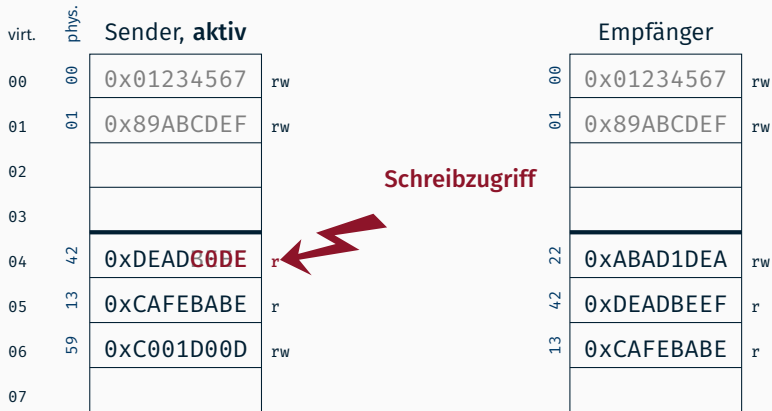 virt. phys. Sender, aktiv Empfänger
00 00 0x01234567 rw 00 0x01234567 rw
01 01 0x89ABCDEF rw 01 0x89ABCDEF rw
02
Schreibzugriff
03
04 42 0xDEADC0DE r 22 0xABAD1DEA rw
05 13 0xCAFEBABE r 42 0xDEADBEEF r
06 59 0xC001D00D rw 13 0xCAFEBABE r
07